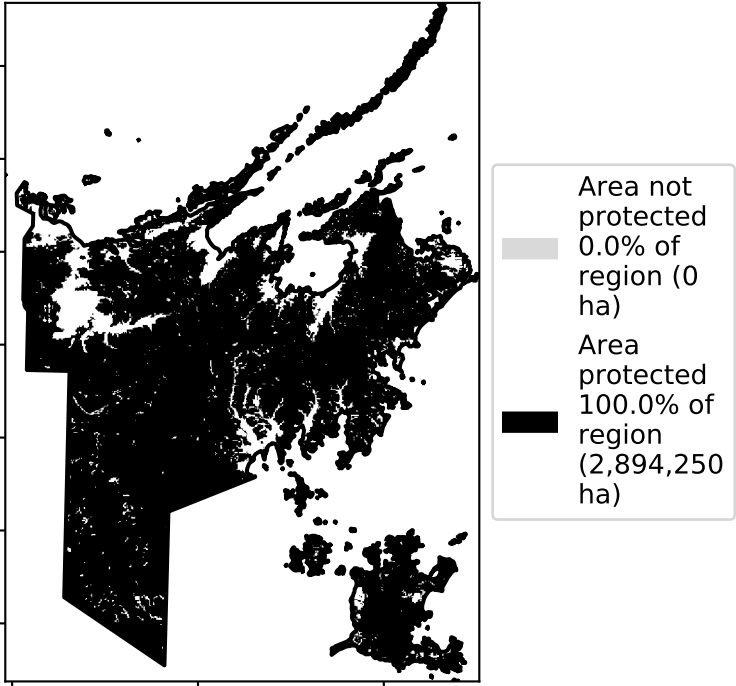 Area not
protected
0.0% of
region (0
ha)
Area
protected
100.0% of
region
(2,894,250
ha)